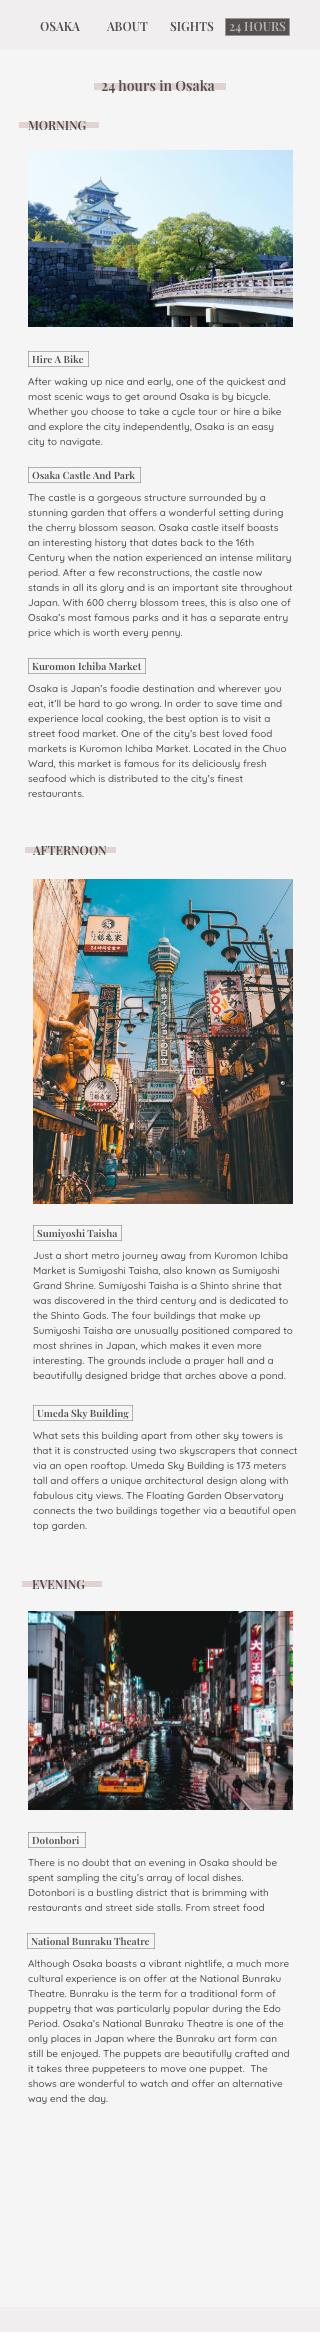 OSAKA ABOUT SIGHTS 24 HOURS
24 hours in Osaka
MORNING
Hire A Bike
After waking up nice and early, one of the quickest and
most scenic ways to get around Osaka is by bicycle.
Whether you choose to take a cycle tour or hire a bike
and explore the city independently, Osaka is an easy
city to navigate.
Osaka Castle And Park
The castle is a gorgeous structure surrounded by a
stunning garden that offers a wonderful setting during
the cherry blossom season. Osaka castle itself boasts
an interesting history that dates back to the 16th
Century when the nation experienced an intense military
period. After a few reconstructions, the castle now
stands in all its glory and is an important site throughout
Japan. With 600 cherry blossom trees, this is also one of
Osaka's most famous parks and it has a separate entry
price which is worth every penny.
Kuromon Ichiba Market
Osaka is Japan's foodie destination and wherever you
eat, it'll be hard to go wrong. In order to save time and
experience local cooking, the best option is to visit a
street food market. One of the city's best loved food
markets is Kuromon Ichiba Market. Located in the Chuo
Ward, this market is famous for its deliciously fresh
seafood which is distributed to the city's finest
restaurants.
AFTERNOON
日立
Sumiyoshi Taisha
Just a short metro journey away from Kuromon Ichiba
Market is Sumiyoshi Taisha, also known as Sumiyoshi
Grand Shrine. Sumiyoshi Taisha is a Shinto shrine that
was discovered in the third century and is dedicated to
the Shinto Gods. The four buildings that make up
Sumiyoshi Taisha are unusually positioned compared to
most shrines in Japan, which makes it even more
interesting. The grounds include a prayer hall and a
beautifully designed bridge that arches above a pond.
Umeda Sky Building
What sets this building apart from other sky towers is
that it is constructed using two skyscrapers that connect
via an open rooftop. Umeda Sky Building is 173 meters
tall and offers a unique architectural design along with
fabulous city views. The Floating Garden Observatory
connects the two buildings together via a beautiful open
top garden.
EVENING
大阪王将
Dotonbori
There is no doubt that an evening in Osaka should be
spent sampling the city's array of local dishes.
Dotonbori is a bustling district that is brimming with
restaurants and street side stalls. From street food
National Bunraku Theatre
Although Osaka boasts a vibrant nightlife, a much more
cultural experience is on offer at the National Bunraku
Theatre. Bunraku is the term for a traditional form of
puppetry that was particularly popular during the Edo
Period. Osaka's National Bunraku Theatre is one of the
only places in Japan where the Bunraku art form can
still be enjoyed. The puppets are beautifully crafted and
it takes three puppeteers to move one puppet. The
shows are wonderful to watch and offer an alternative
way end the day.